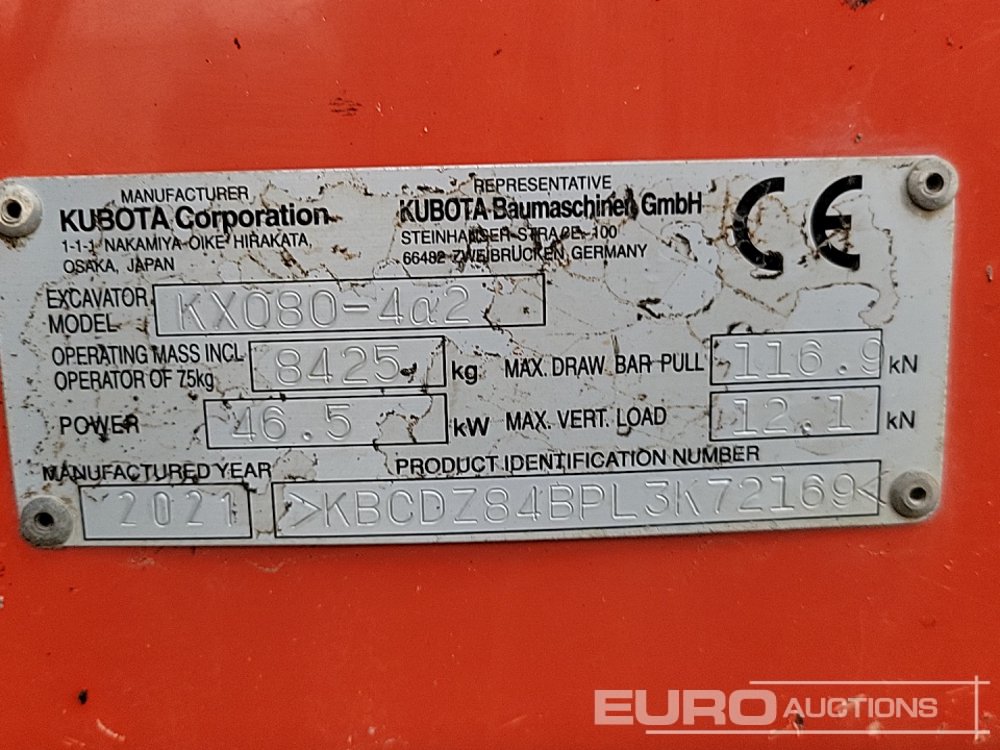 MANUFACTURER
KUBOTA Corporation
1-1-1 NAKAMIYA-OIKE HIRAKATA,
OSAKA, JAPAN
REPRESENTATIVE
KUBOTA Baumaschinen GmbH
STEINHAUSER STRAẞE 100
66482 ZWEIBRÜCKEN GERMANY
CE
EXCAVATOR MODEL KX080-4α2
OPERATING MASS INCL OPERATOR OF 75kg 8425 kg
MAX. DRAW BAR PULL 116.9 kN
POWER 46.5 kW
MAX. VERT. LOAD 12.1 kN
MANUFACTURED YEAR
2021
PRODUCT IDENTIFICATION NUMBER
>KBCDZ84BPL3K72169<
EURO AUCTIONS